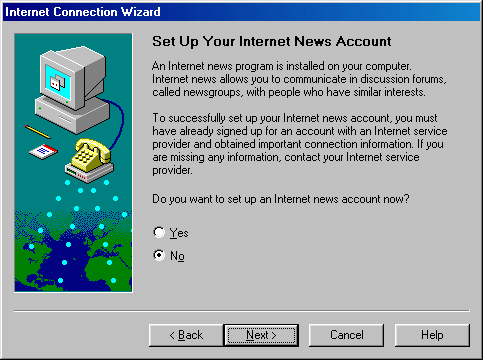 Internet Connection Wizard
Set Up Your Internet News Account
An Internet news program is installed on your computer.
Internet news allows you to communicate in discussion forums,
called newsgroups, with people who have similar interests.
To successfully set up your Internet news account, you must
have already signed up for an account with an Internet service
provider and obtained important connection information. If you
are missing any information, contact your Internet service
provider.
Do you want to set up an Internet news account now?
Yes
No
< Back
Next >
Cancel
Help